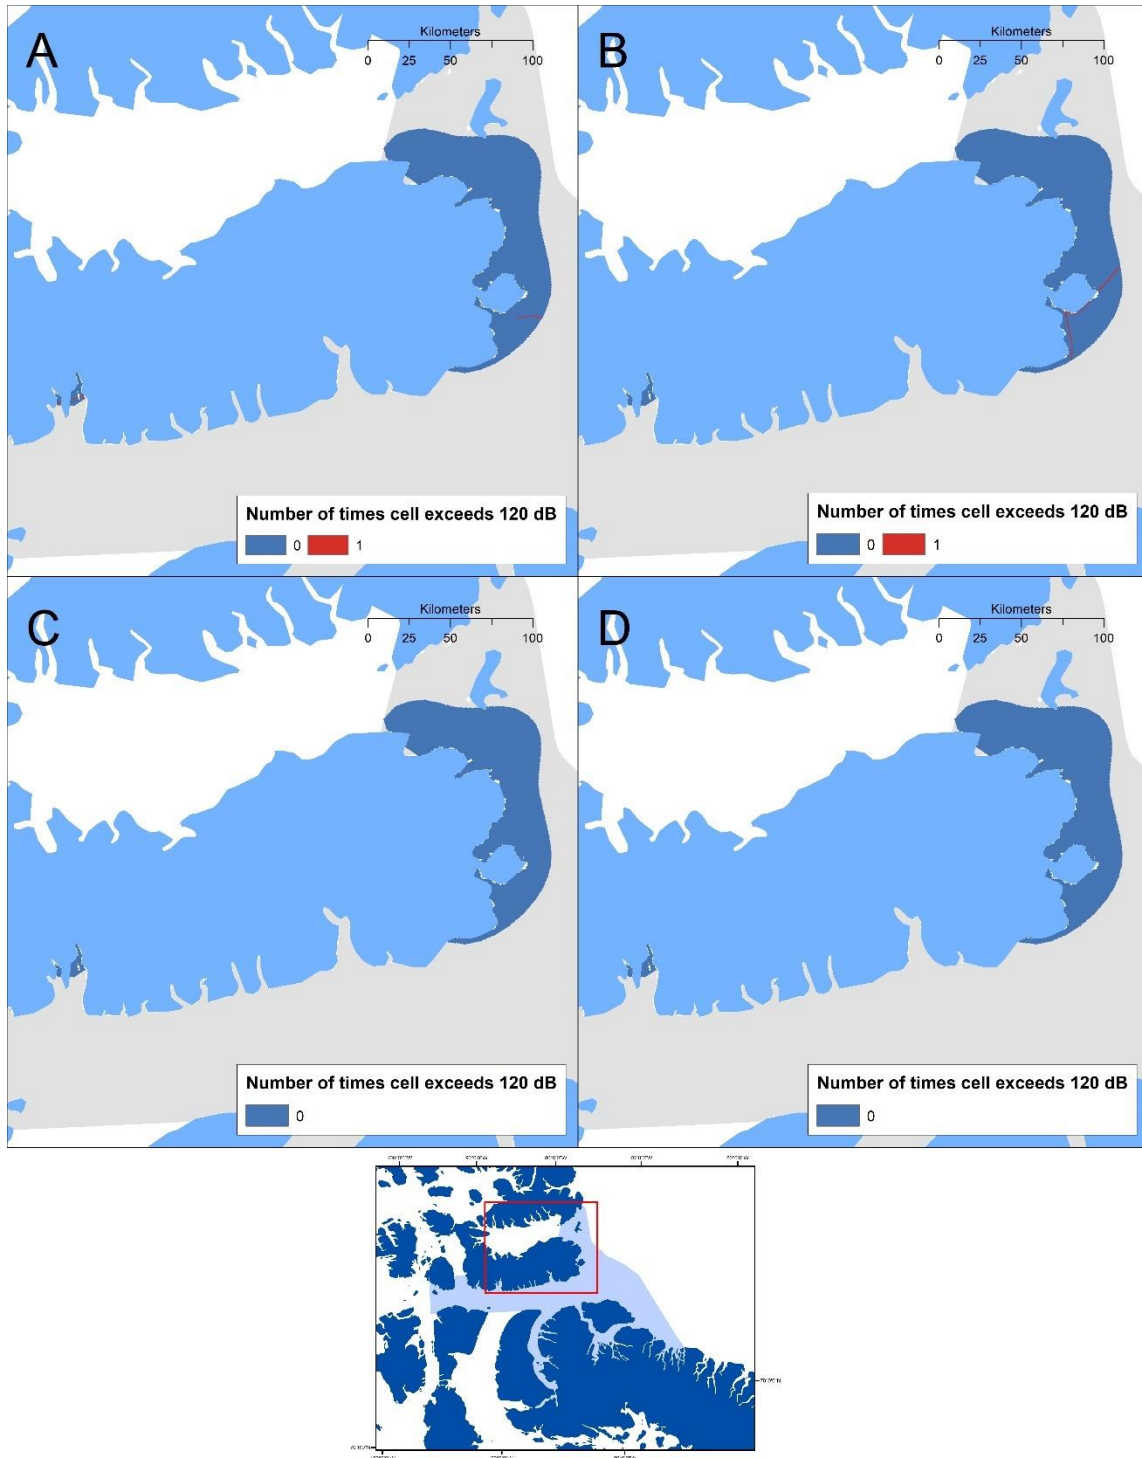 A
Kilometers
0 25 50 100
Number of times cell exceeds 120 dB
0 1
B
Kilometers
0 25 50 100
Number of times cell exceeds 120 dB
0 1
C
Kilometers
0 25 50 100
Number of times cell exceeds 120 dB
0
D
Kilometers
0 25 50 100
Number of times cell exceeds 120 dB
0